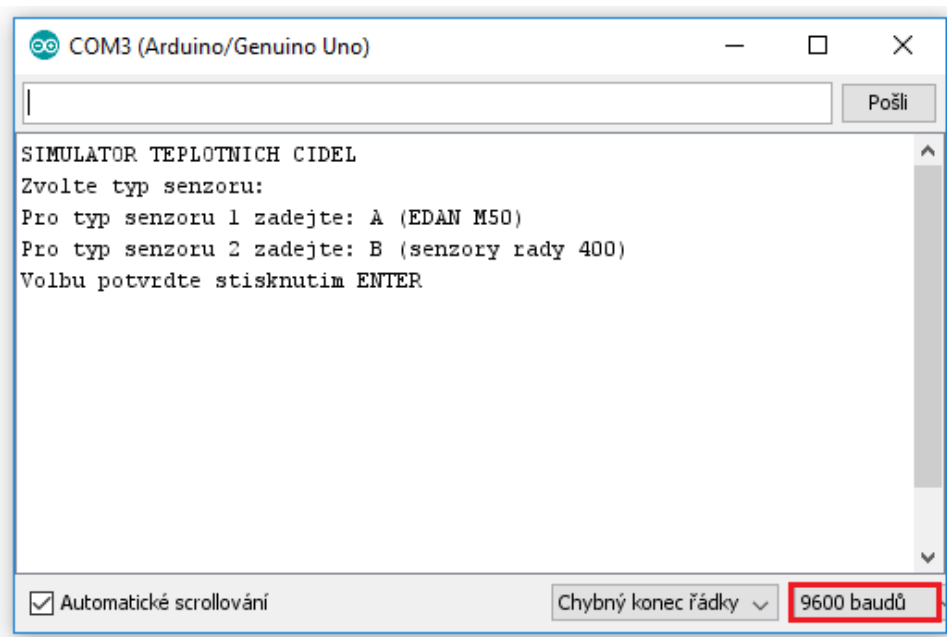 COM3 (Arduino/Genuino Uno)
Pošli
SIMULATOR TEPLOTNICH CIDEL
Zvolte typ senzoru:
Pro typ senzoru 1 zadejte: A (EDAN M50)
Pro typ senzoru 2 zadejte: B (senzory rady 400)
Volbu potvrdte stisknutim ENTER
Automatické scrollování
Chybný konec řádky
9600 baudů